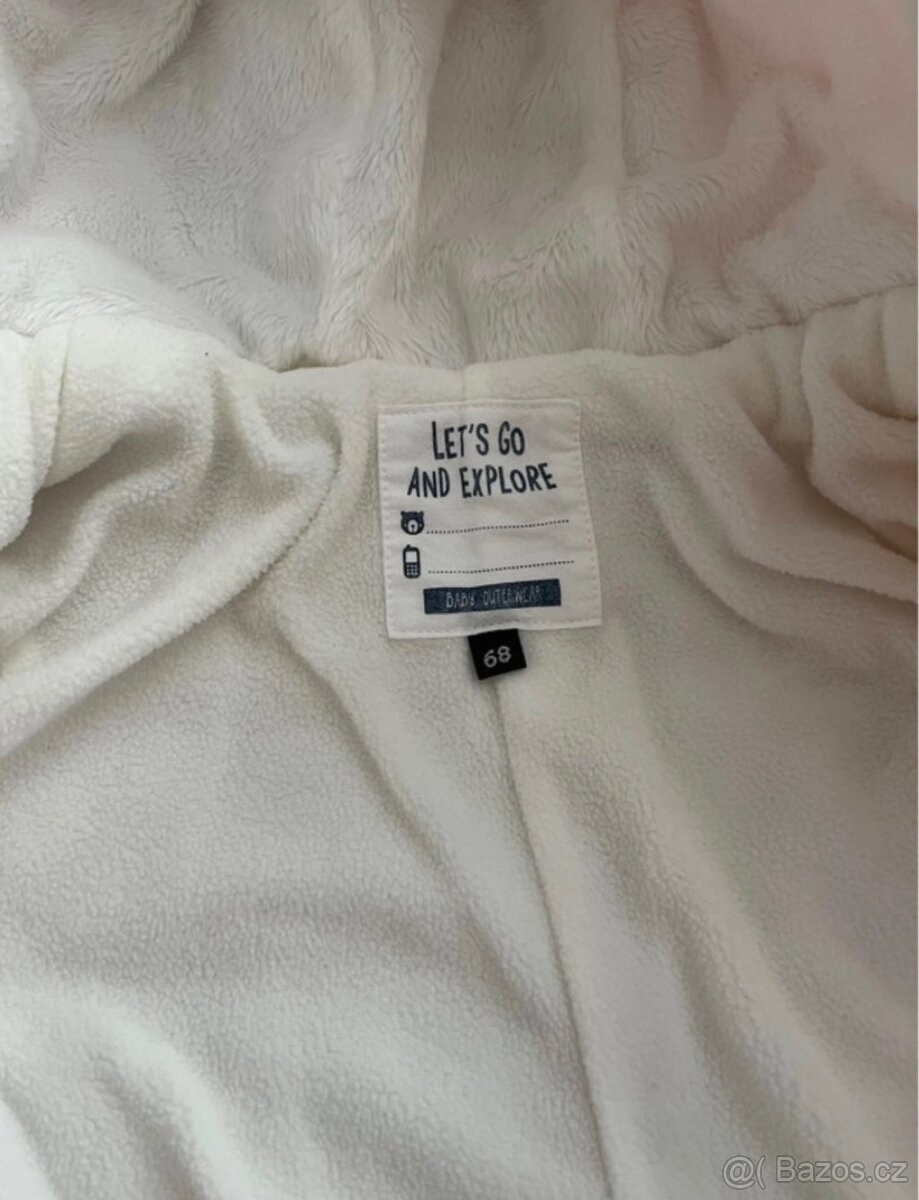 LET'S GO
AND EXPLORE
BABY OUTERWEAR
68
@( Bazos.cz